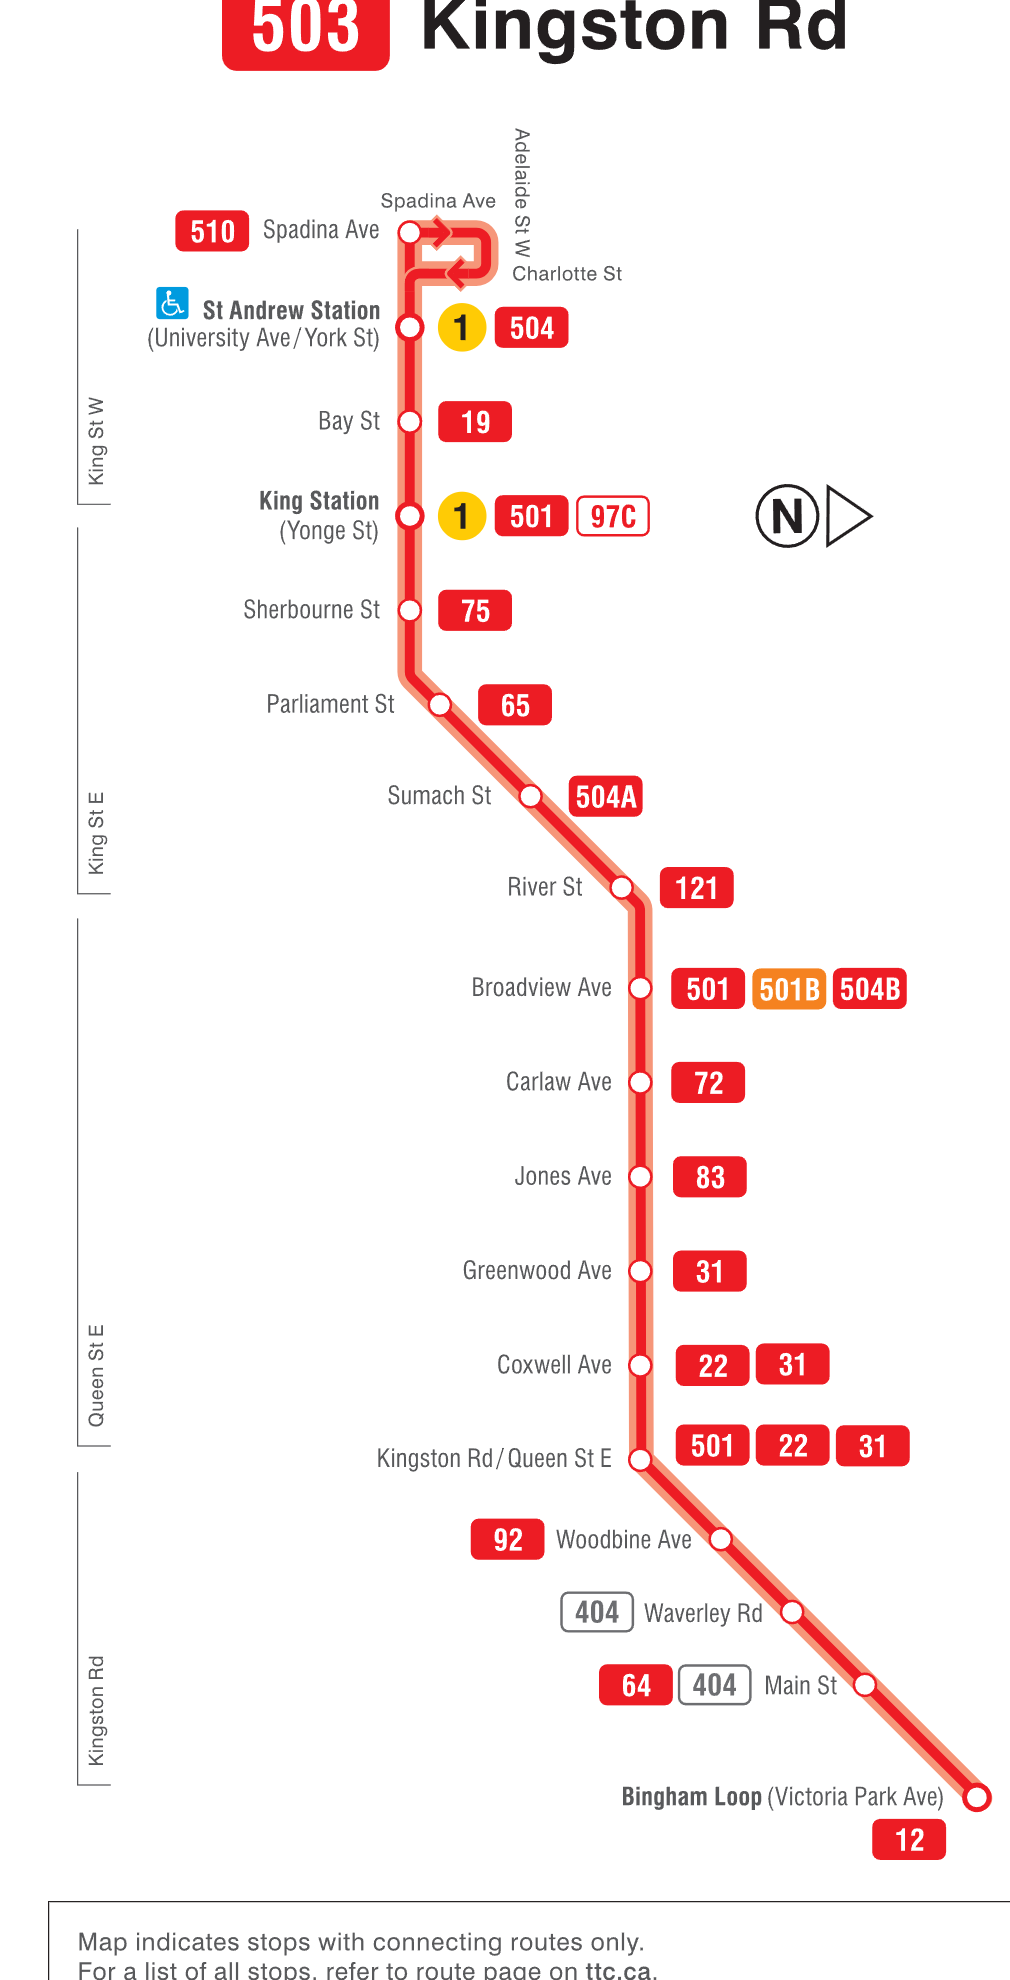 503 Kingston Rd
Adelaide St W
Spadina Ave
510 Spadina Ave
Charlotte St
St Andrew Station
(University Ave/York St)
1 504
Bay St 19
King St W
King Station
(Yonge St)
1 501 97C
N
Sherbourne St 75
Parliament St 65
Sumach St 504A
King St E
River St 121
Broadview Ave 501 501B 504B
Carlaw Ave 72
Jones Ave 83
Greenwood Ave 31
Coxwell Ave 22 31
Queen St E
Kingston Rd/Queen St E 501 22 31
92 Woodbine Ave
404 Waverley Rd
64 404 Main St
Kingston Rd
Bingham Loop (Victoria Park Ave)
12
Map indicates stops with connecting routes only.
For a list of all stops, refer to route page on ttc.ca.